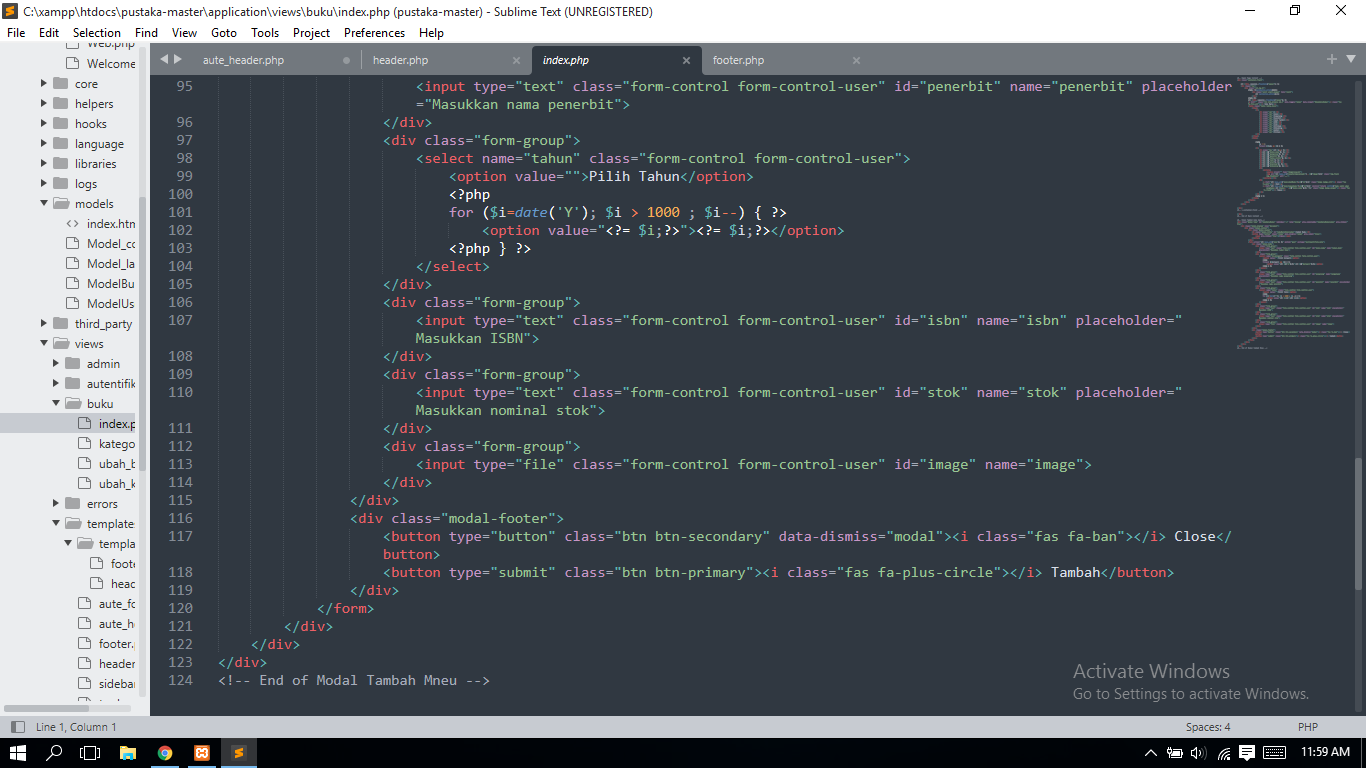 C:\xampp\htdocs\pustaka-master\application\views\buku\index.php (pustaka-master) - Sublime Text (UNREGISTERED)
File Edit Selection Find View Goto Tools Project Preferences Help
Web.php
Welcome
core
helpers
hooks
language
libraries
logs
models
index.htm
Model_cc
Model_la
ModelBu
ModelUs
third_party
views
admin
autentifik
buku
index.p
katego
ubah_b
ubah_k
errors
template
templa
foote
heac
aute_fc
aute_h
footer.
header
sideba
aute_header.php header.php index.php footer.php
95 <input type="text" class="form-control form-control-user" id="penerbit" name="penerbit" placeholder
="Masukkan nama penerbit">
96 </div>
97 <div class="form-group">
98 <select name="tahun" class="form-control form-control-user">
99 <option value="">Pilih Tahun</option>
100 <?php
101 for ($i=date('Y'); $i > 1000 ; $i--) { ?>
102 <option value="<?= $i;?>"><?= $i;?></option>
103 <?php } ?>
104 </select>
105 </div>
106 <div class="form-group">
107 <input type="text" class="form-control form-control-user" id="isbn" name="isbn" placeholder="
Masukkan ISBN">
108 </div>
109 <div class="form-group">
110 <input type="text" class="form-control form-control-user" id="stok" name="stok" placeholder="
Masukkan nominal stok">
111 </div>
112 <div class="form-group">
113 <input type="file" class="form-control form-control-user" id="image" name="image">
114 </div>
115 </div>
116 <div class="modal-footer">
117 <button type="button" class="btn btn-secondary" data-dismiss="modal"><i class="fas fa-ban"></i> Close</
button>
118 <button type="submit" class="btn btn-primary"><i class="fas fa-plus-circle"></i> Tambah</button>
119 </div>
120 </form>
121 </div>
122 </div>
123 </div>
124 <!-- End of Modal Tambah Mneu -->
Activate Windows
Go to Settings to activate Windows.
Line 1, Column 1 Spaces: 4 PHP
11:59 AM